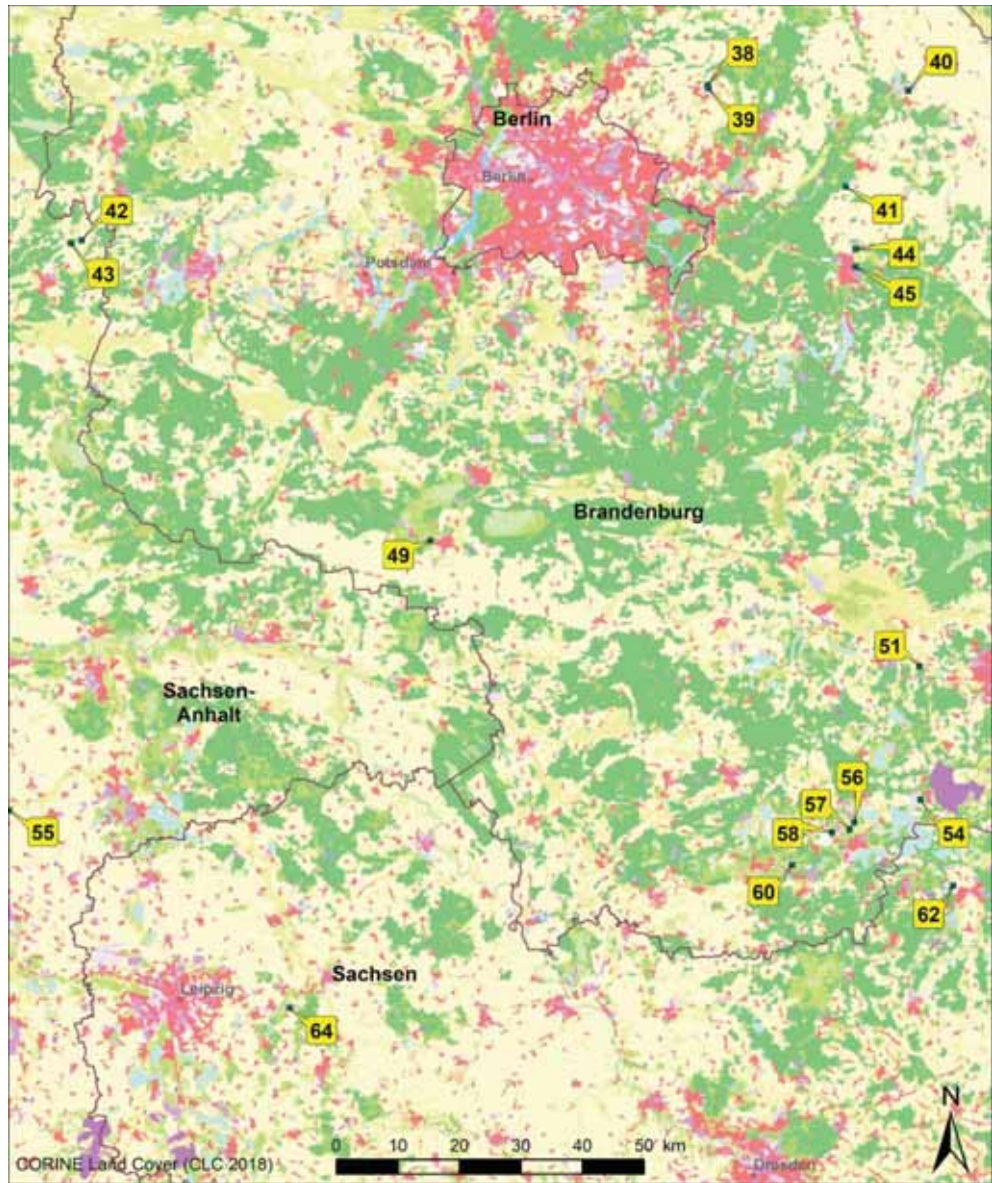 38
40
Berlin
39
Berlin
41
42
44
Potsdam
43
45
Brandenburg
49
51
Sachsen-
Anhalt
56
57
58
55
54
60
62
Sachsen
Leipzig
64
N
0 10 20 30 40 50 km
CORINE Land Cover (CLC 2018)
Dresden